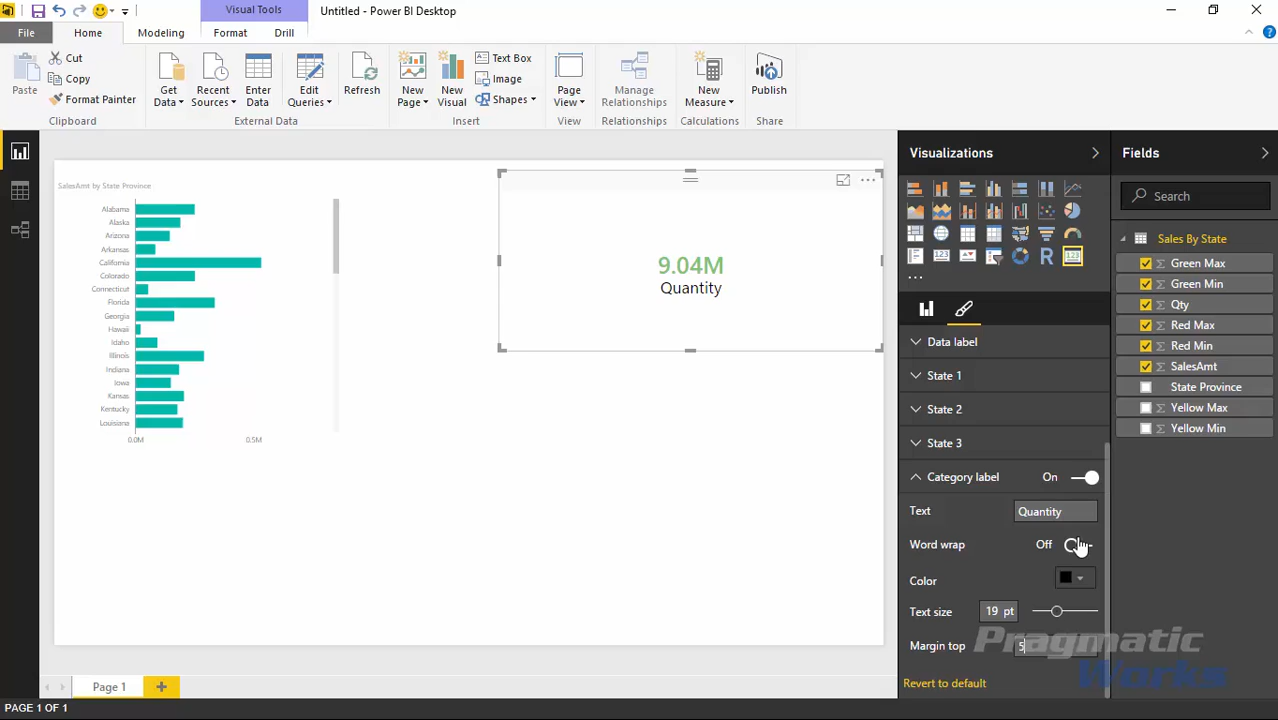 Visual Tools
Untitled - Power BI Desktop
File
Home
Modeling
Format
Drill
Paste
Cut
Copy
Format Painter
Clipboard
Get Data
Recent Sources
Enter Data
Edit Queries
Refresh
External Data
New Page
New Visual
Text Box
Image
Shapes
Insert
Page View
View
Manage Relationships
Relationships
New Measure
Calculations
Publish
Share
SalesAmt by State Province
Alabama
Alaska
Arizona
Arkansas
California
Colorado
Connecticut
Florida
Georgia
Hawaii
Idaho
Illinois
Indiana
Iowa
Kansas
Kentucky
Louisiana
0.0M 0.5M
9.04M
Quantity
Visualizations
Data label
State 1
State 2
State 3
Category label On
Text Quantity
Word wrap Off
Color
Text size 19 pt
Margin top 5
Revert to default
Fields
Search
Sales By State
Green Max
Green Min
Qty
Red Max
Red Min
SalesAmt
State Province
Yellow Max
Yellow Min
Pragmatic
Works
Page 1
PAGE 1 OF 1